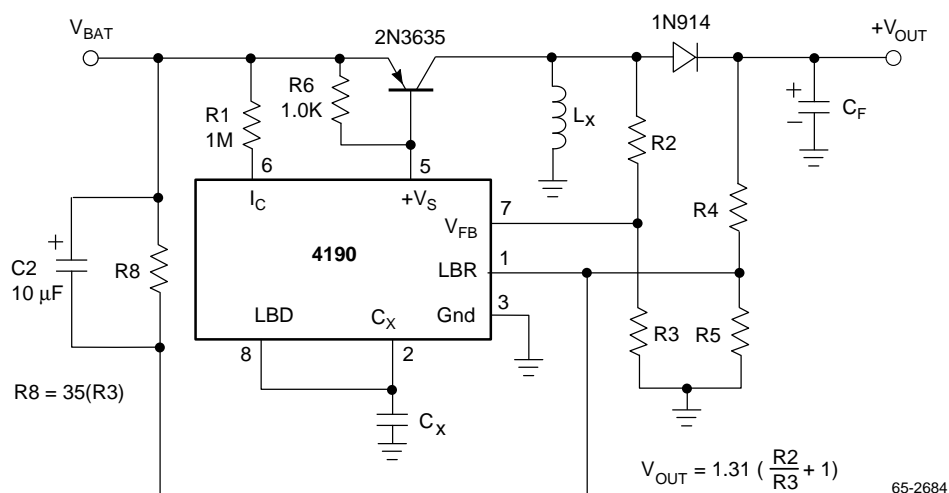 V_BAT
2N3635
1N914
+V_OUT
R6
1.0K
R1
1M
6
5
L_X
R2
+
–
C_F
I_C
+V_S
7
V_FB
R4
+
C2
10 µF
R8
4190
LBR
1
3
LBD
C_X
Gnd
R3
R5
8
2
R8 = 35(R3)
C_X
V_OUT = 1.31 ( R2/R3 + 1)
65-2684